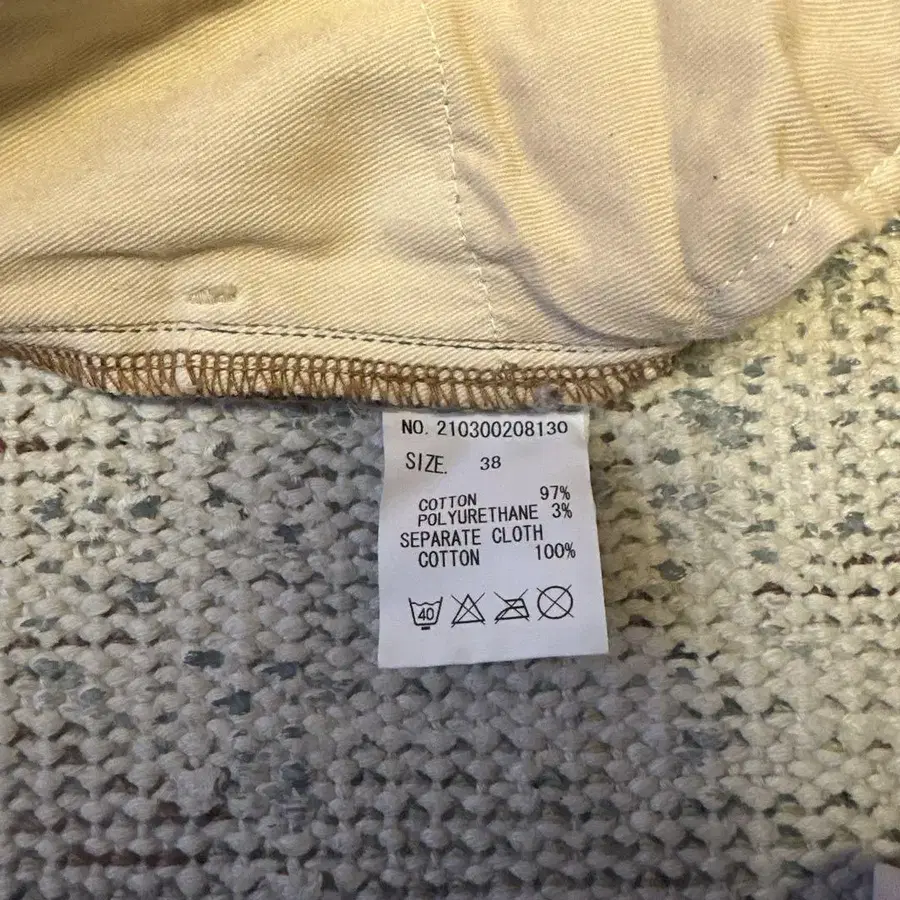 NO. 210300208130
SIZE. 38
COTTON 97%
POLYURETHANE 3%
SEPARATE CLOTH
COTTON 100%
40